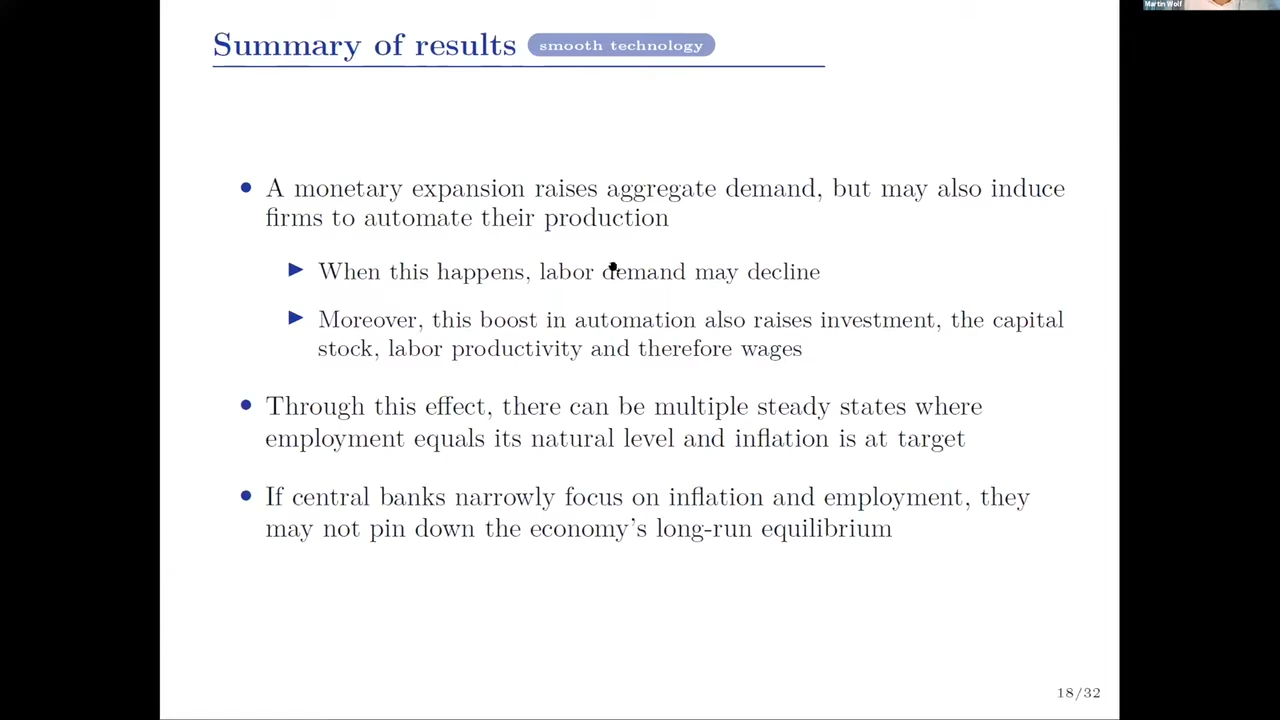 Martin Wolf
Summary of results smooth technology
• A monetary expansion raises aggregate demand, but may also induce
firms to automate their production
▶ When this happens, labor demand may decline
▶ Moreover, this boost in automation also raises investment, the capital
stock, labor productivity and therefore wages
• Through this effect, there can be multiple steady states where
employment equals its natural level and inflation is at target
• If central banks narrowly focus on inflation and employment, they
may not pin down the economy's long-run equilibrium
18/32